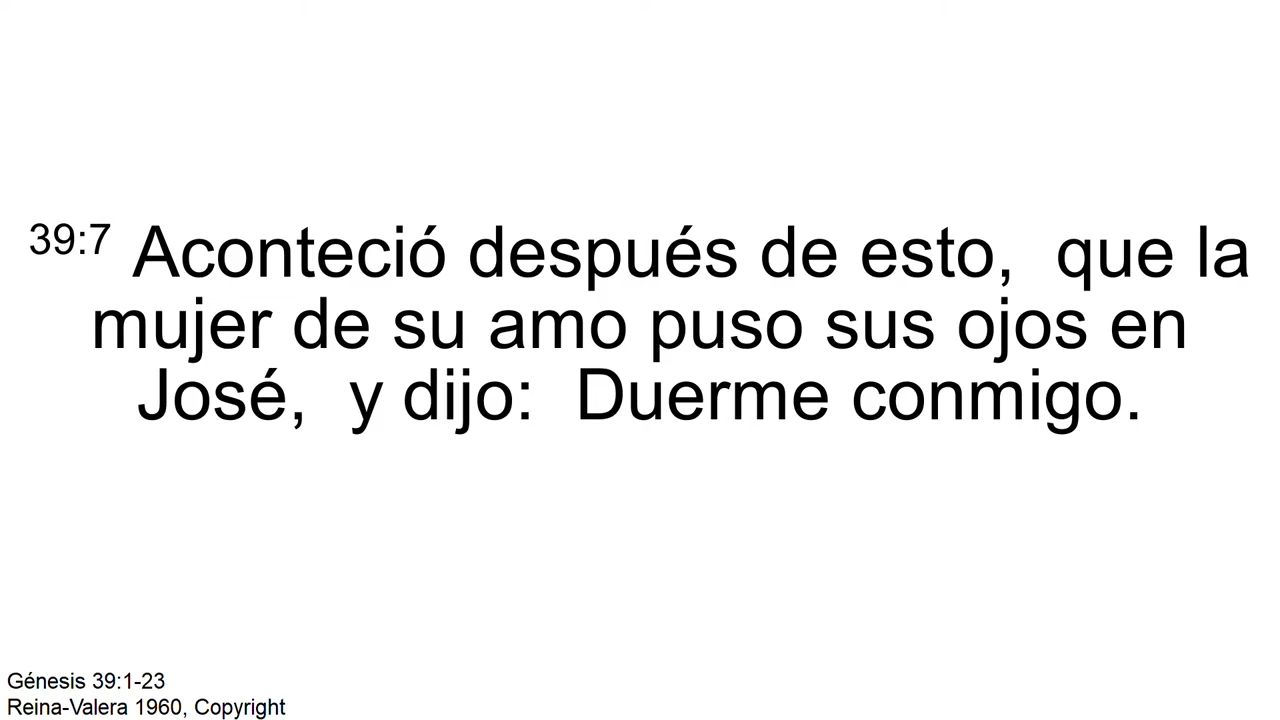 39:7 Aconteció después de esto,  que la
mujer de su amo puso sus ojos en
José,  y dijo:  Duerme conmigo.
Génesis 39:1-23
Reina-Valera 1960, Copyright